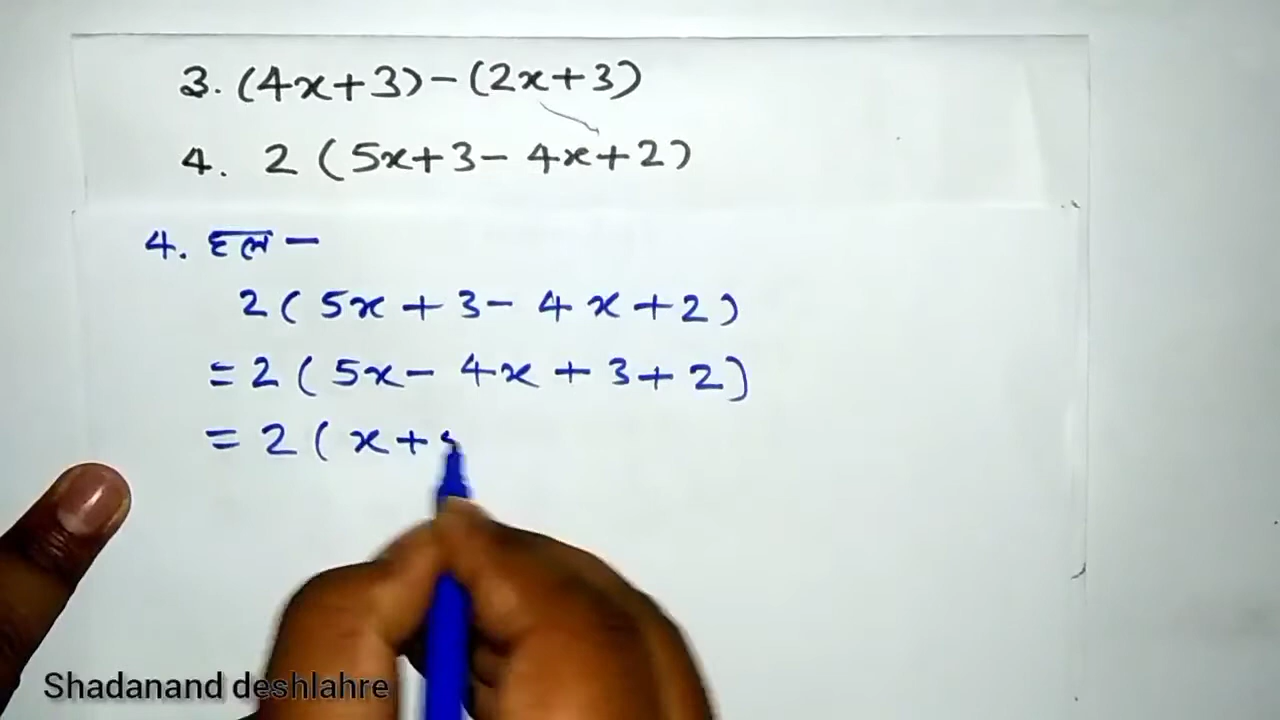 3. (4x+3)-(2x+3)
4. 2 (5x+3- 4x+2)
4. हल -
2(5x+3-4x+2)
=2(5x-4x+3+2)
=2(x+
Shadanand deshlahre